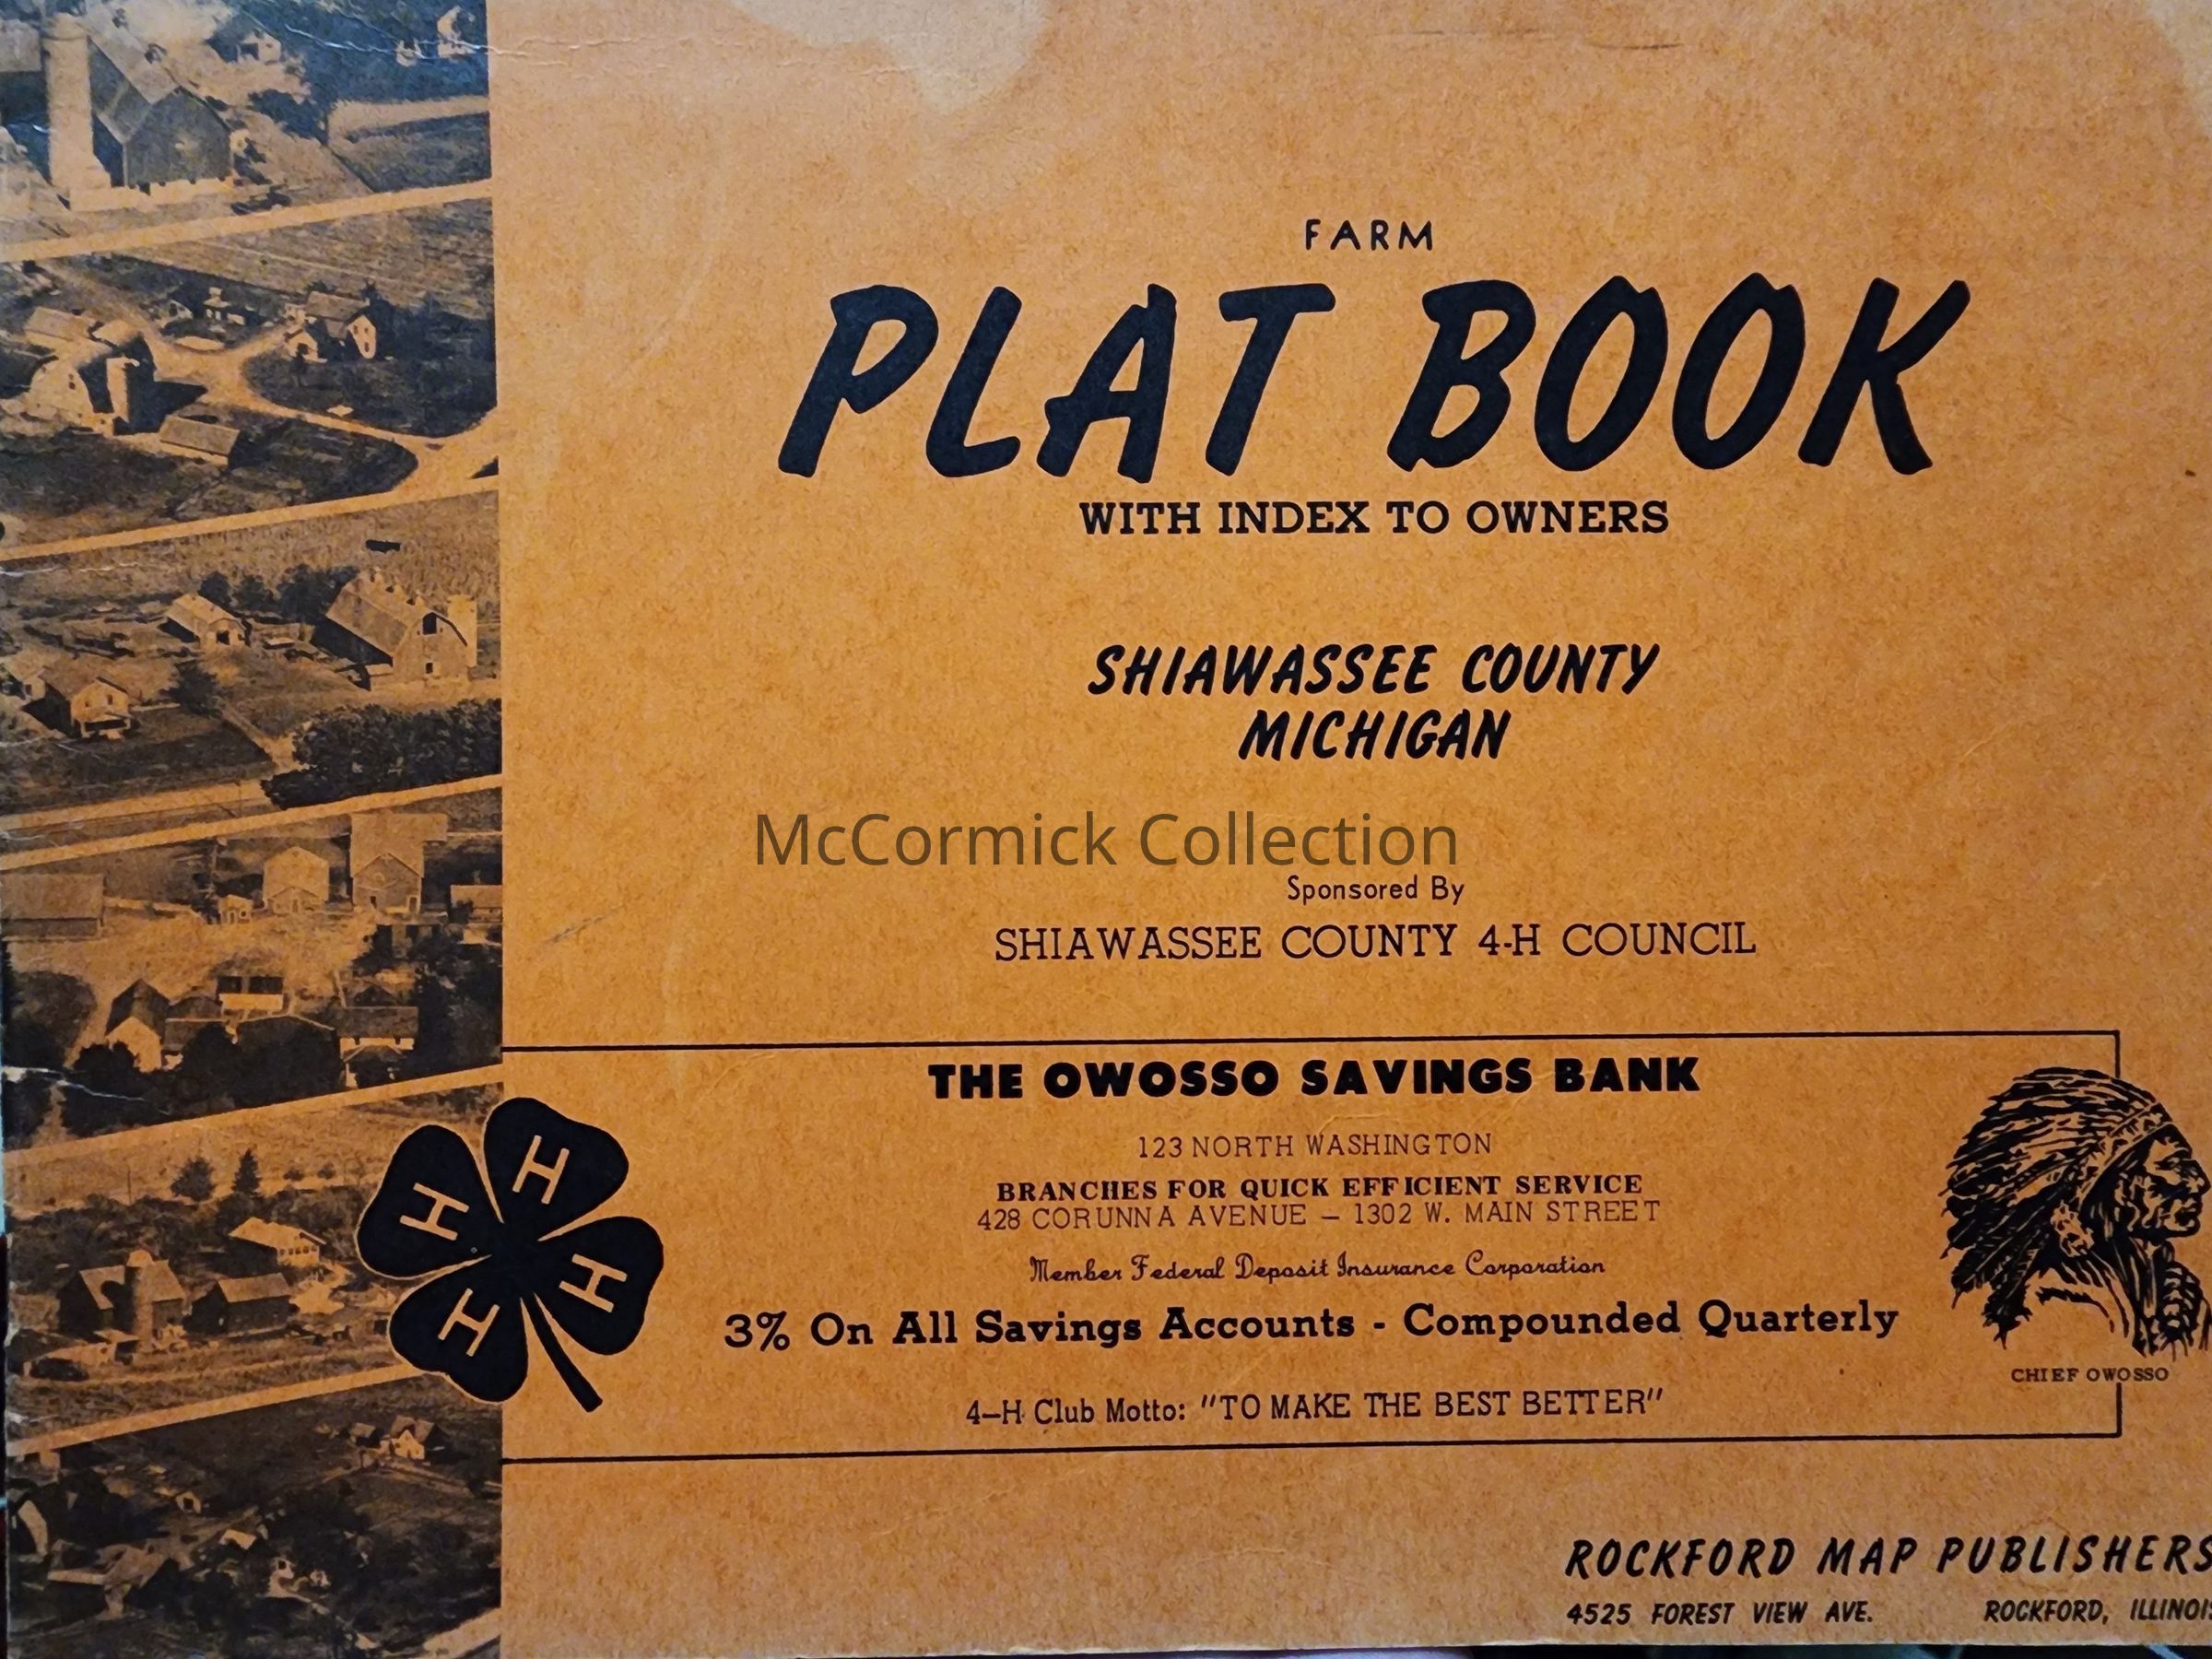 FARM
PLAT BOOK
WITH INDEX TO OWNERS
SHIAWASSEE COUNTY
MICHIGAN
McCormick Collection
Sponsored By
SHIAWASSEE COUNTY 4-H COUNCIL
THE OWOSSO SAVINGS BANK
123 NORTH WASHINGTON
BRANCHES FOR QUICK EFFICIENT SERVICE
428 CORUNNA AVENUE – 1302 W. MAIN STREET
Member Federal Deposit Insurance Corporation
3% On All Savings Accounts - Compounded Quarterly
4–H Club Motto: "TO MAKE THE BEST BETTER"
H H
H H
CHIEF OWOSSO
ROCKFORD MAP PUBLISHERS
4525 FOREST VIEW AVE. ROCKFORD, ILLINOIS